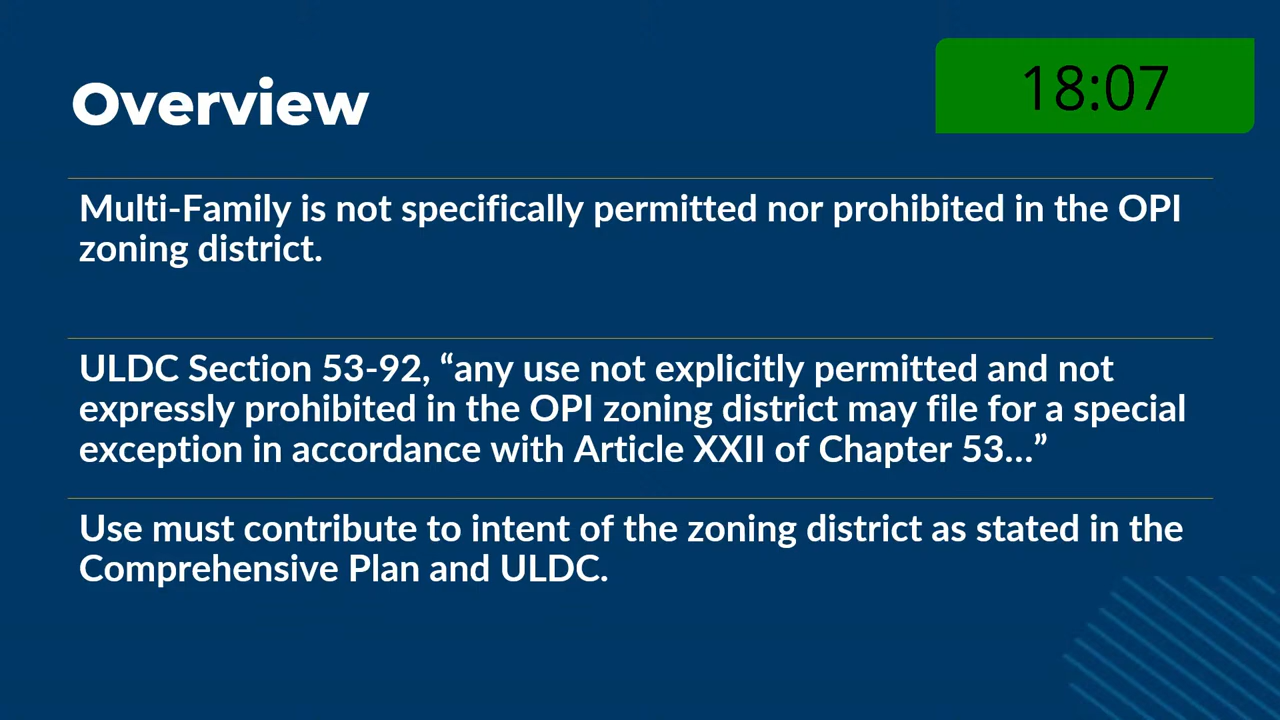 Overview
18:07
Multi-Family is not specifically permitted nor prohibited in the OPI
zoning district.
ULDC Section 53-92, “any use not explicitly permitted and not
expressly prohibited in the OPI zoning district may file for a special
exception in accordance with Article XXII of Chapter 53...”
Use must contribute to intent of the zoning district as stated in the
Comprehensive Plan and ULDC.